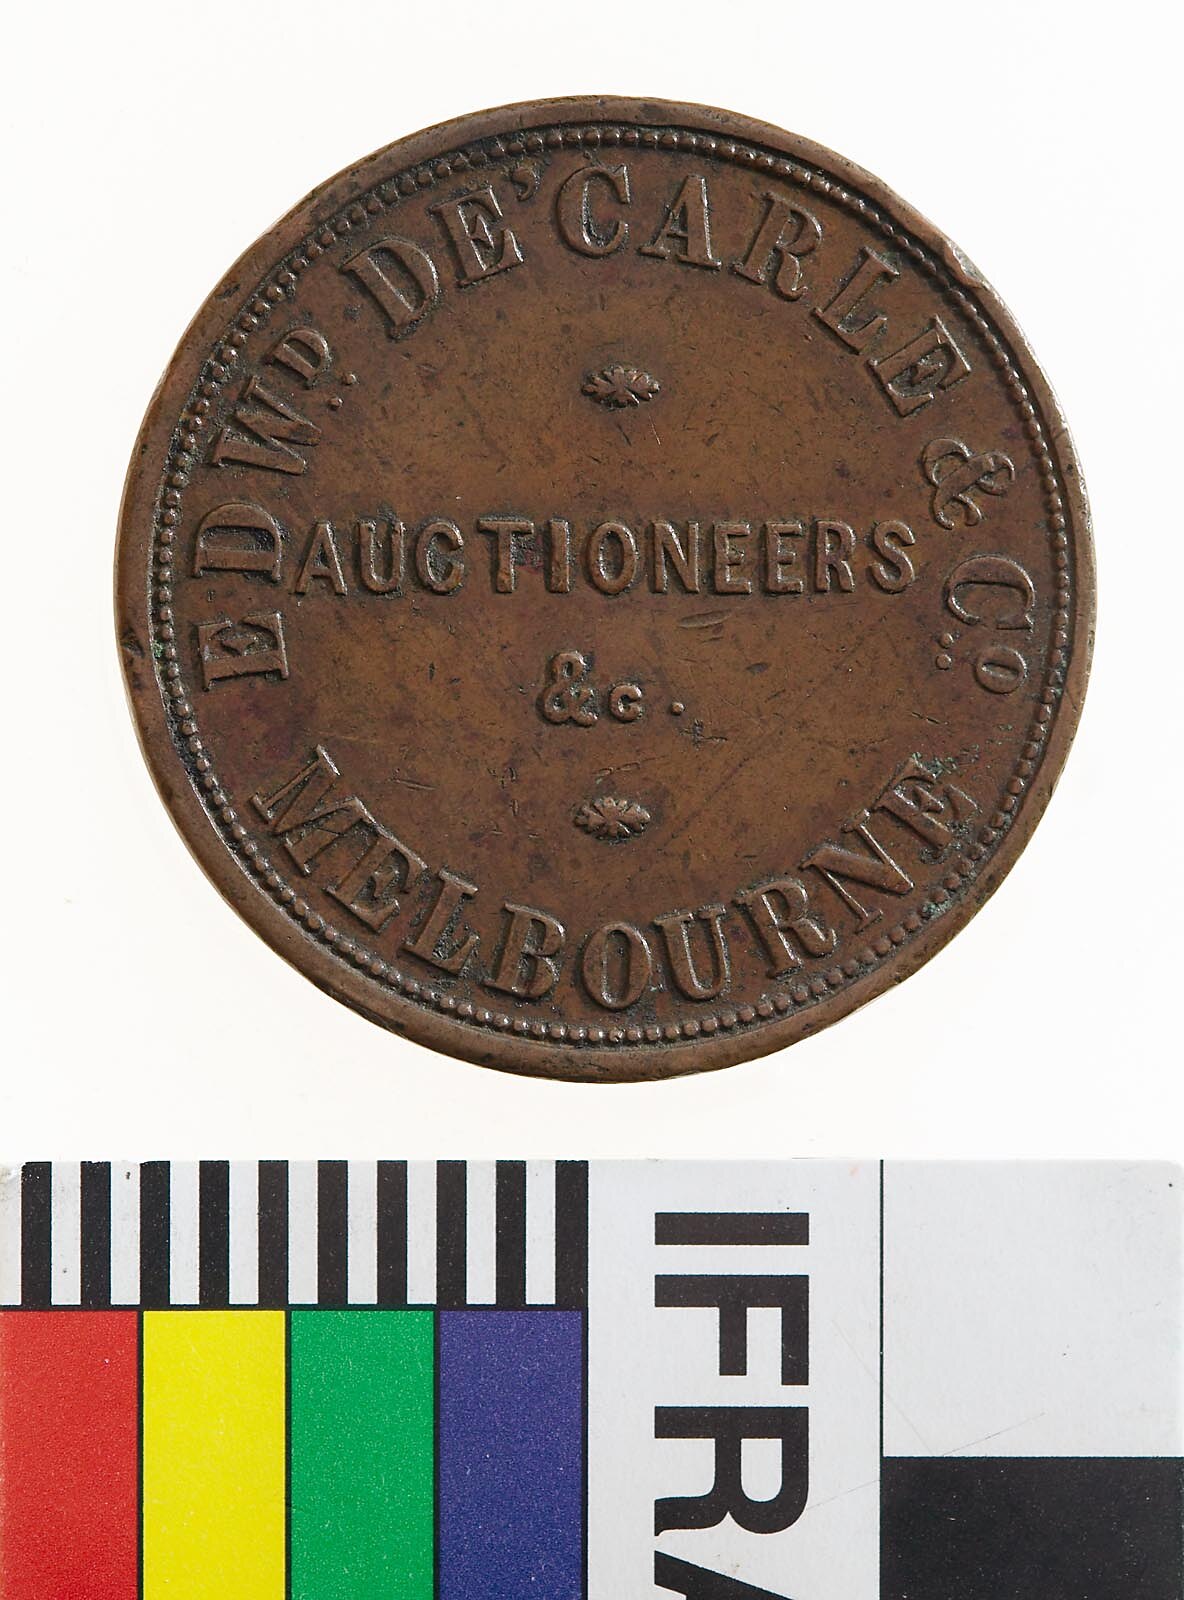 EDWD. DE'CARLE & Co.
AUCTIONEERS
&c.
MELBOURNE
IFRA